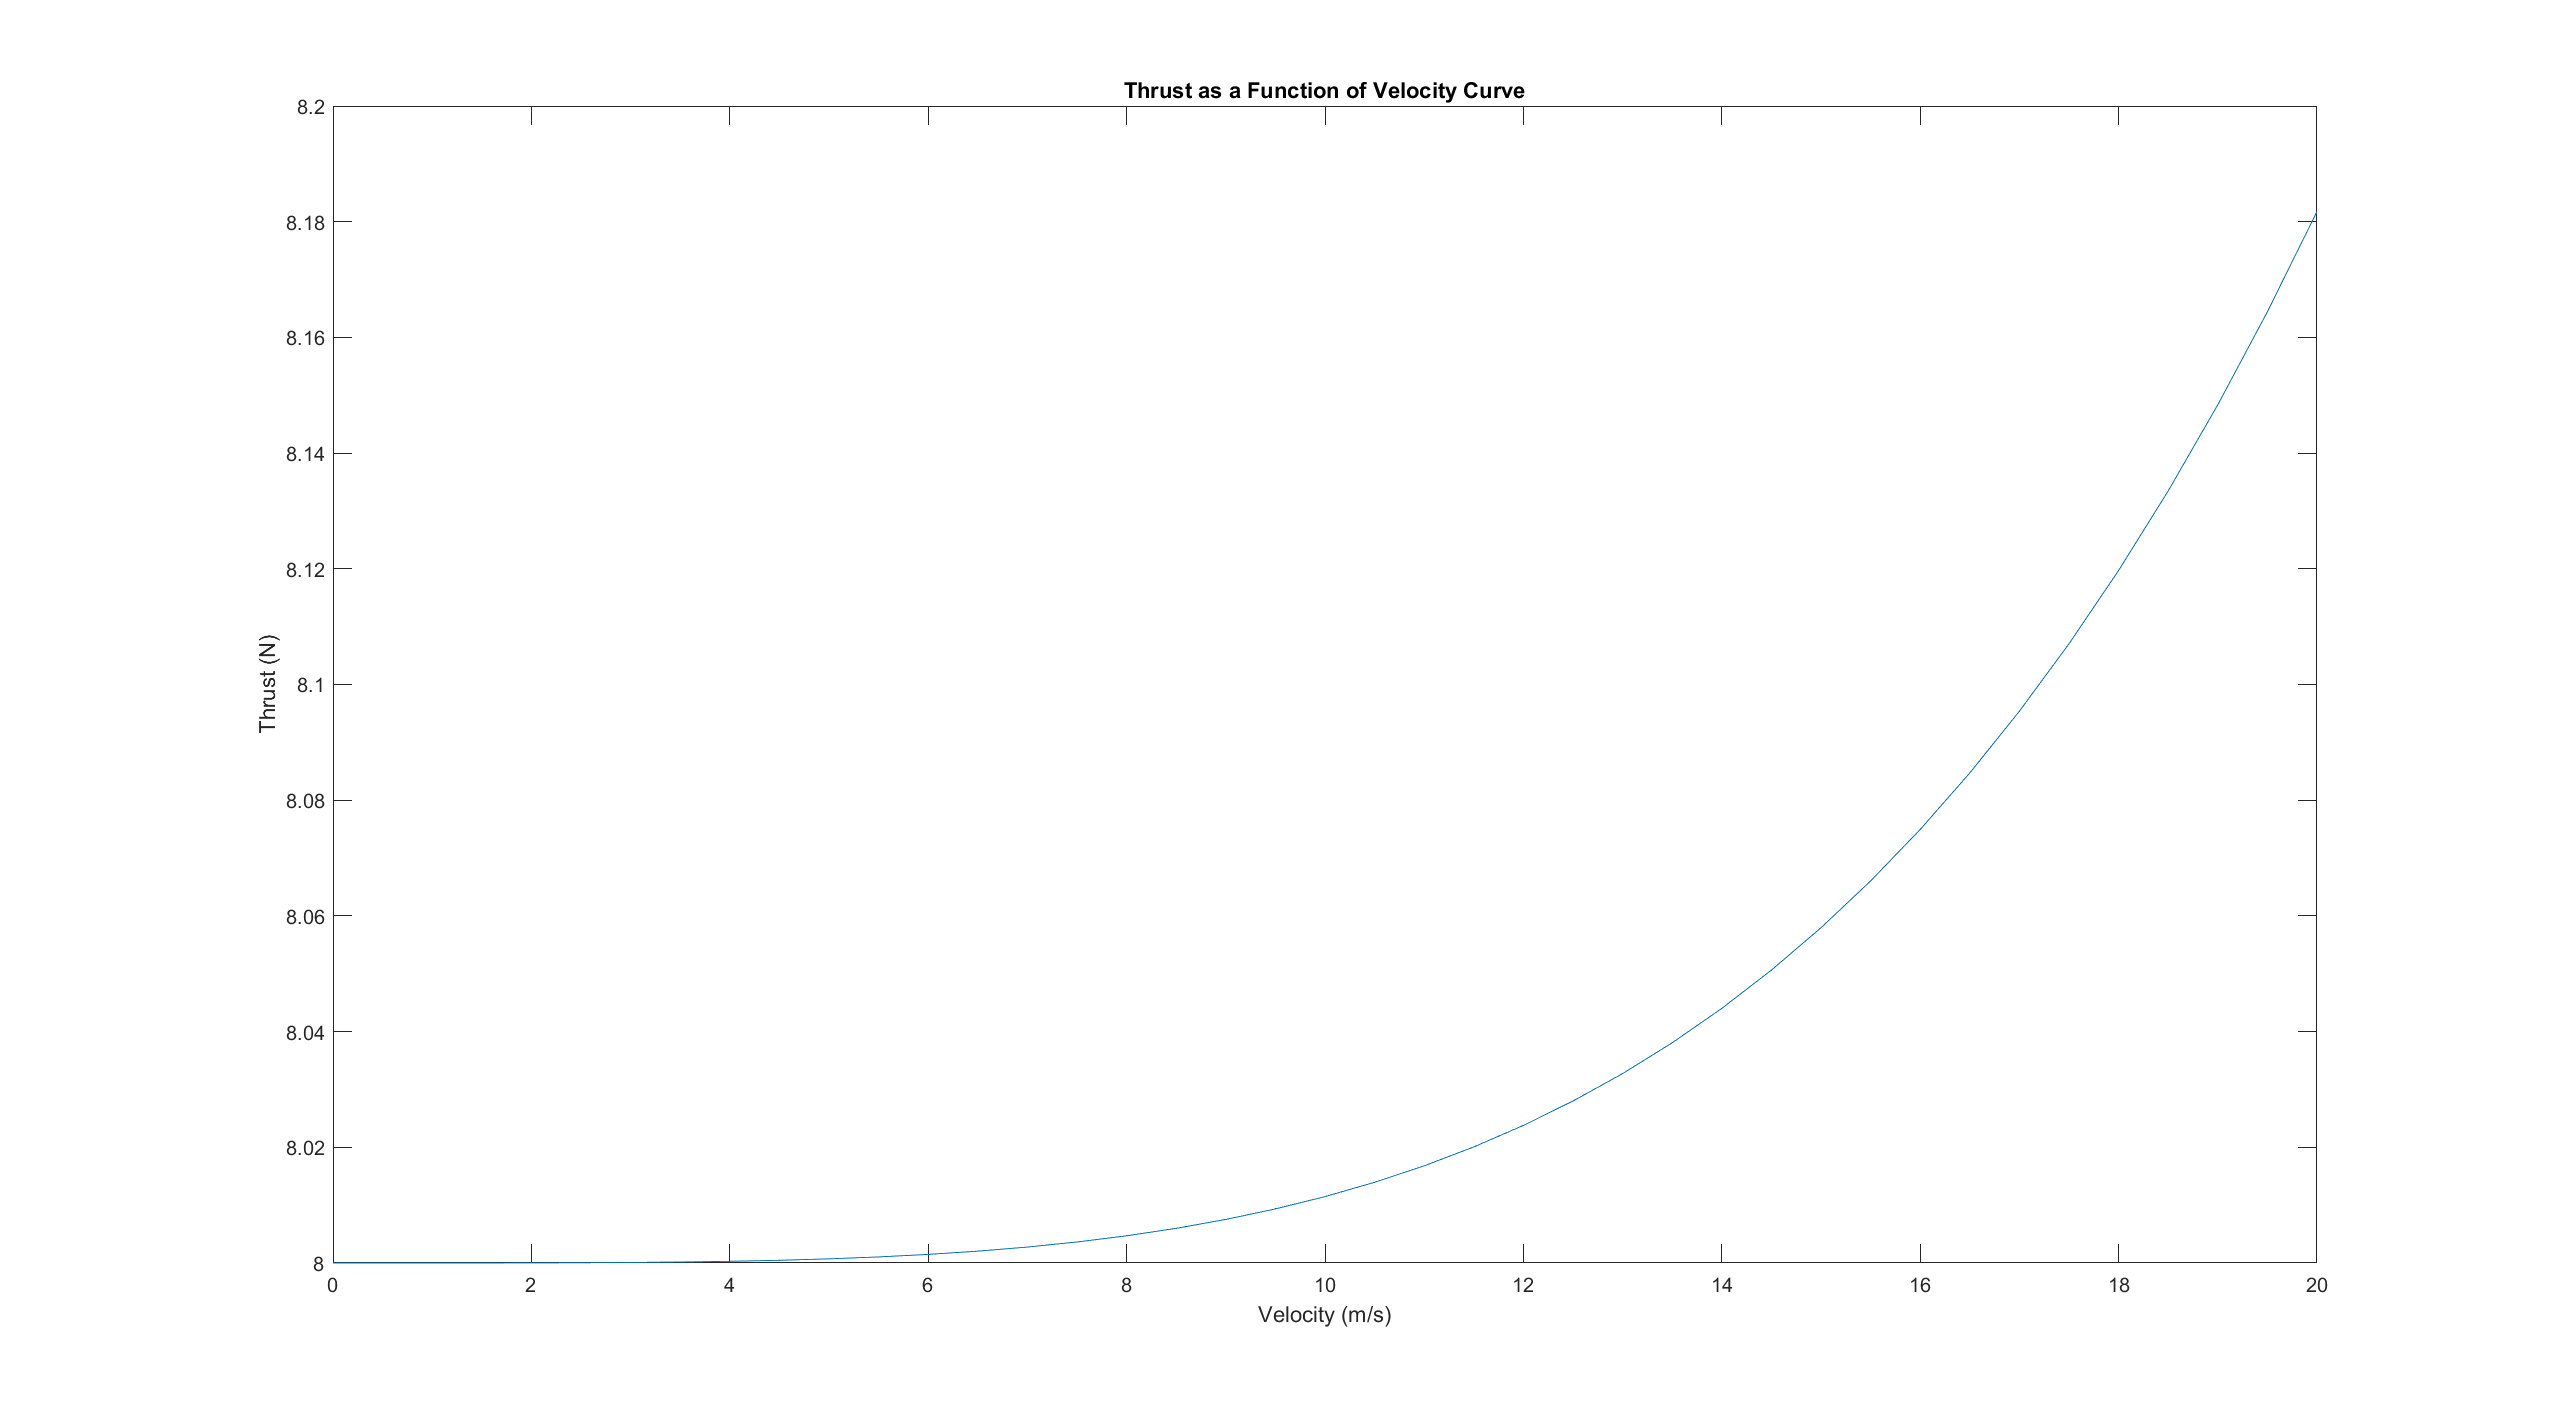 Thrust as a Function of Velocity Curve
8.2
8.18
8.16
8.14
8.12
8.1
8.08
8.06
8.04
8.02
8
Thrust (N)
0 2 4 6 8 10 12 14 16 18 20
Velocity (m/s)